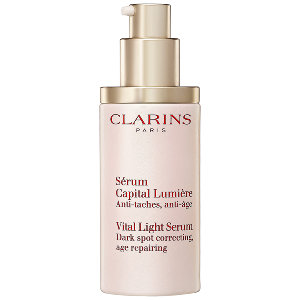 CLARINS
PARIS
Sérum
Capital Lumière
Anti-taches, anti-âge
Vital Light Serum
Dark spot correcting,
age repairing